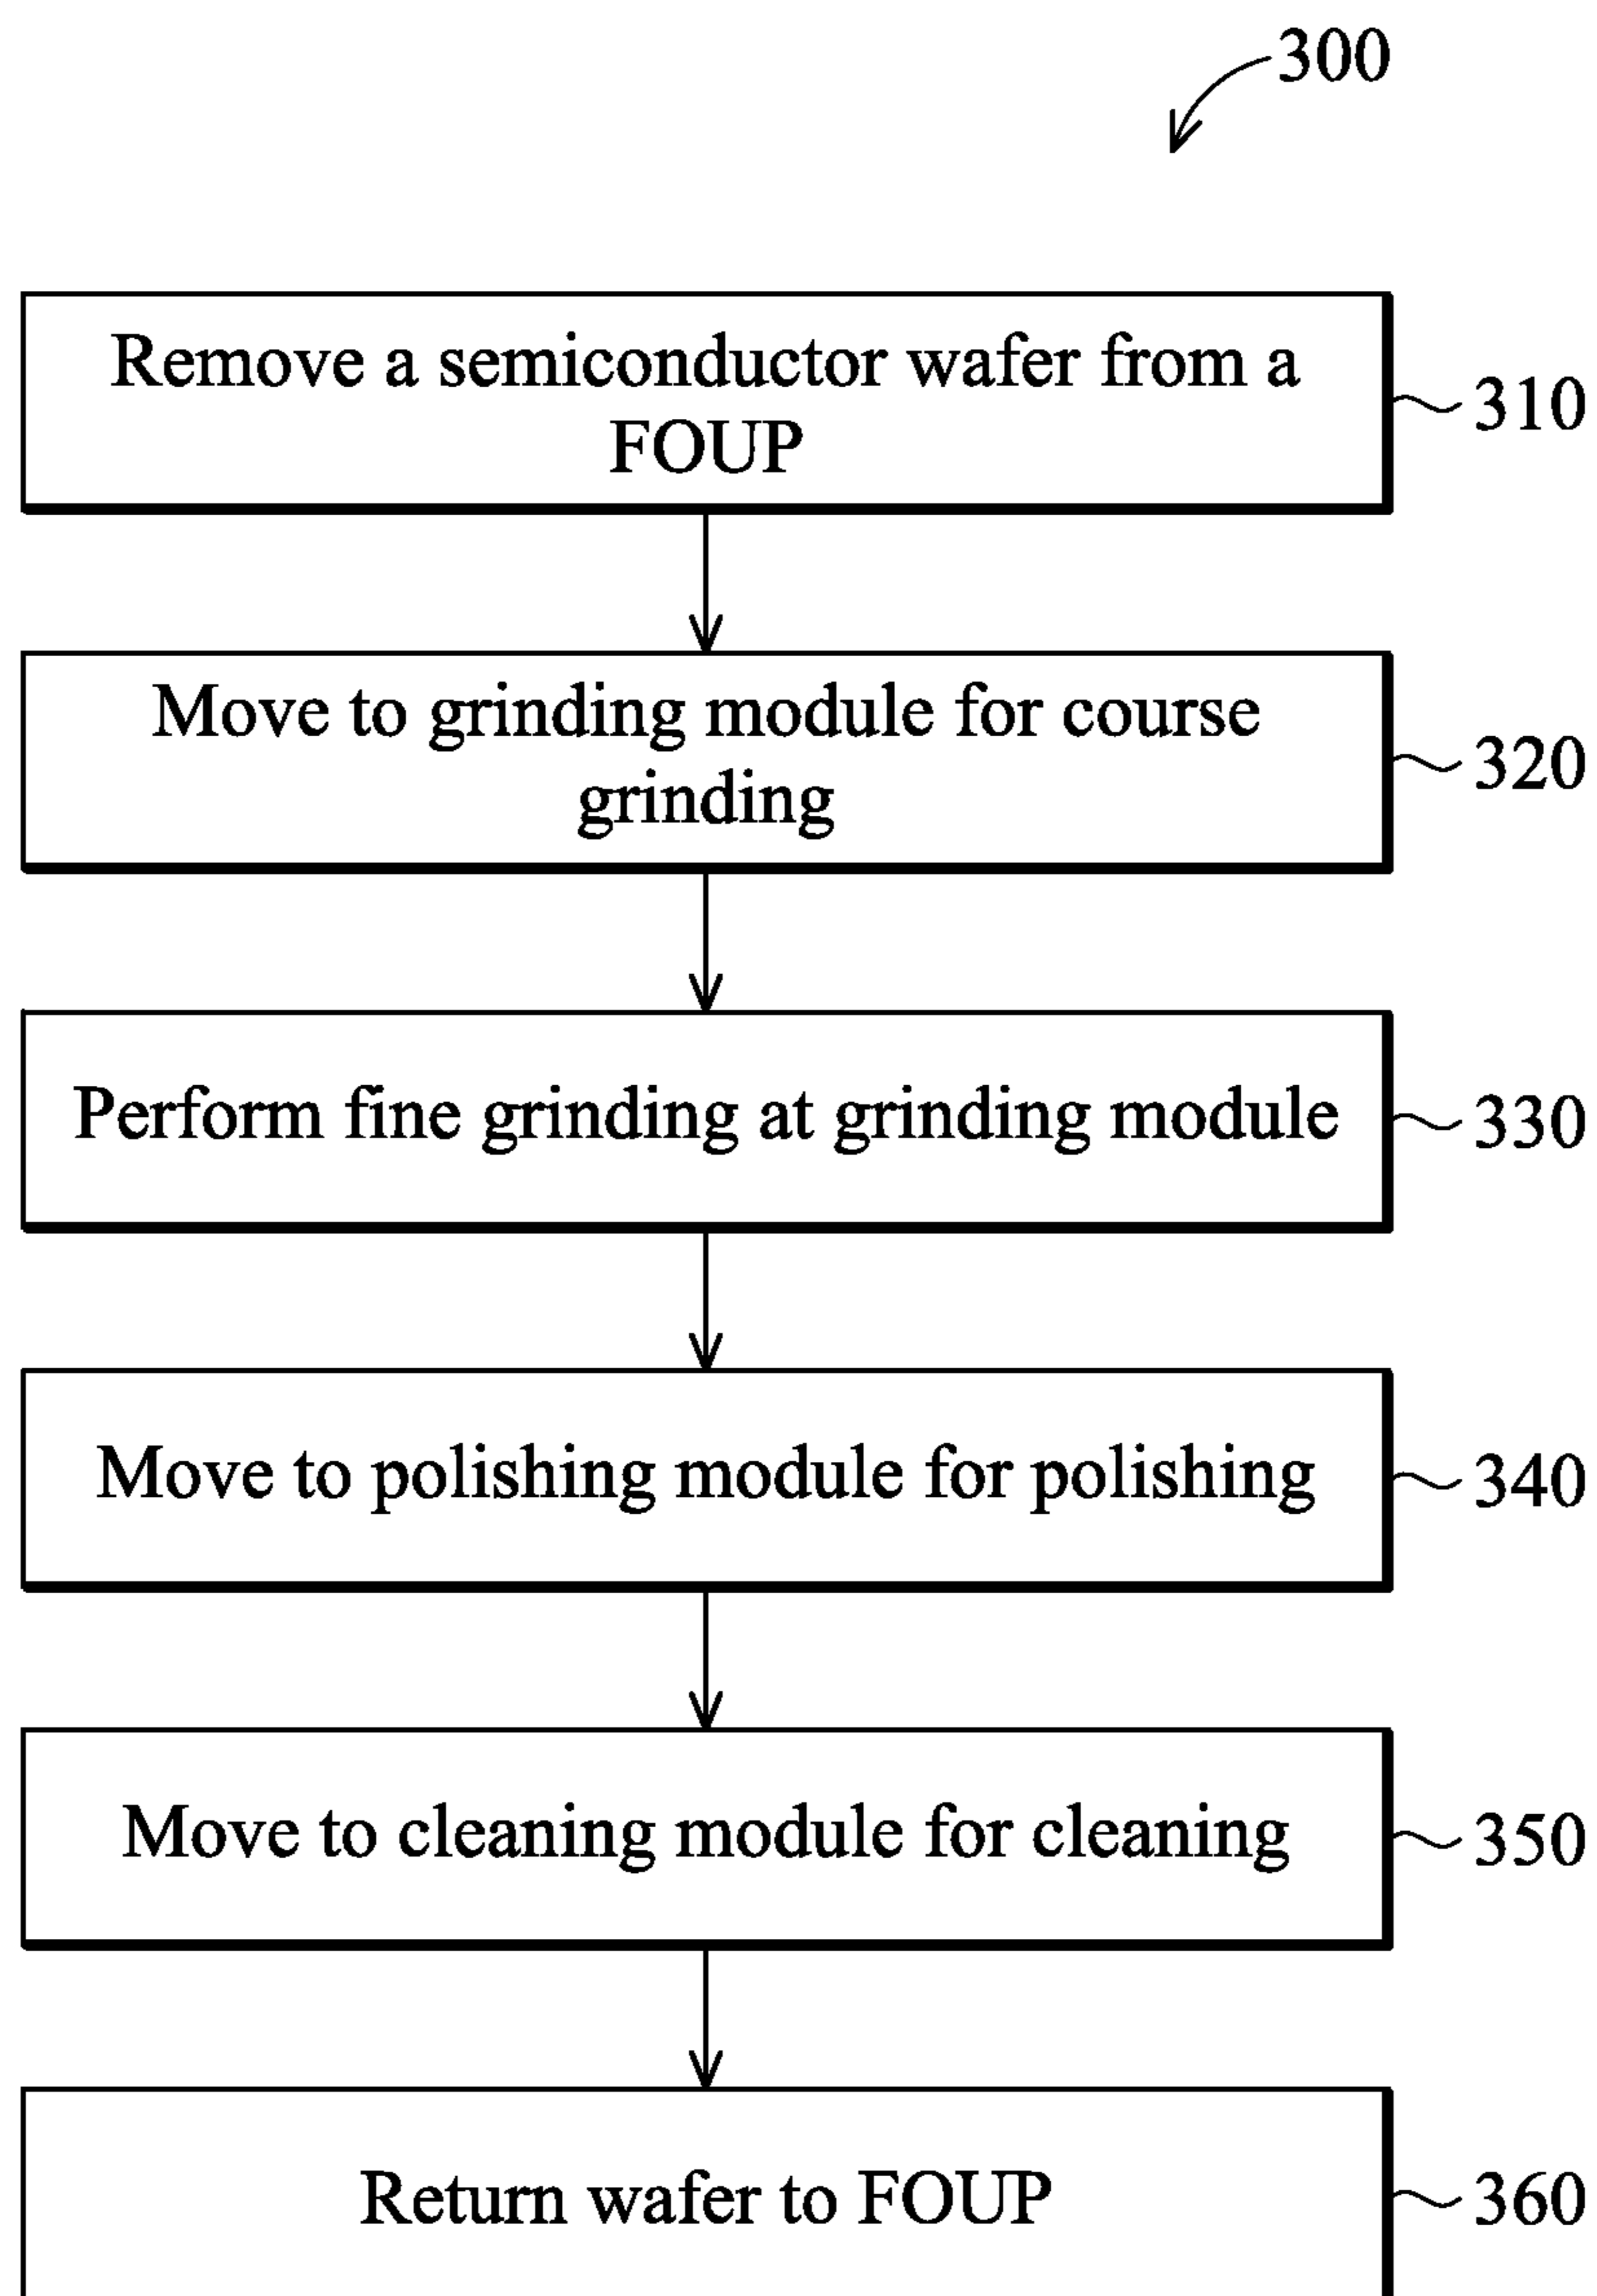 300
Remove a semiconductor wafer from a
FOUP
310
Move to grinding module for course
grinding
320
Perform fine grinding at grinding module
330
Move to polishing module for polishing
340
Move to cleaning module for cleaning
350
Return wafer to FOUP
360